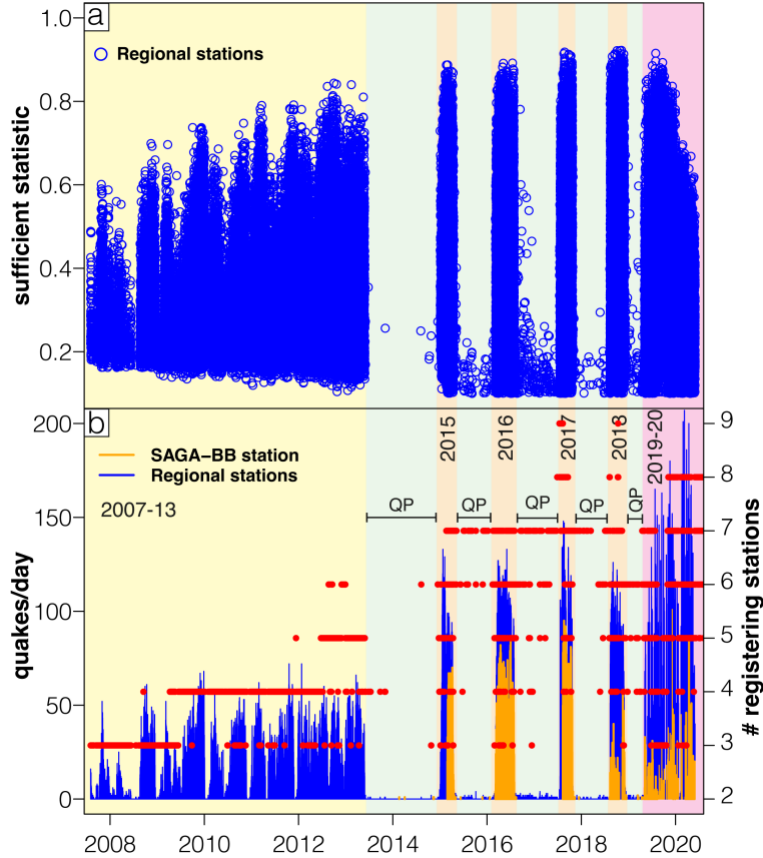 a
1.0
0.8
0.6
0.4
0.2
sufficient statistic
Regional stations
b
200
150
100
50
0
quakes/day
SAGA−BB station
Regional stations
2007-13
QP
QP
QP
QP
QP
2015
2016
2017
2018
2019-20
9
8
7
6
5
4
3
2
# registering stations
2008
2010
2012
2014
2016
2018
2020